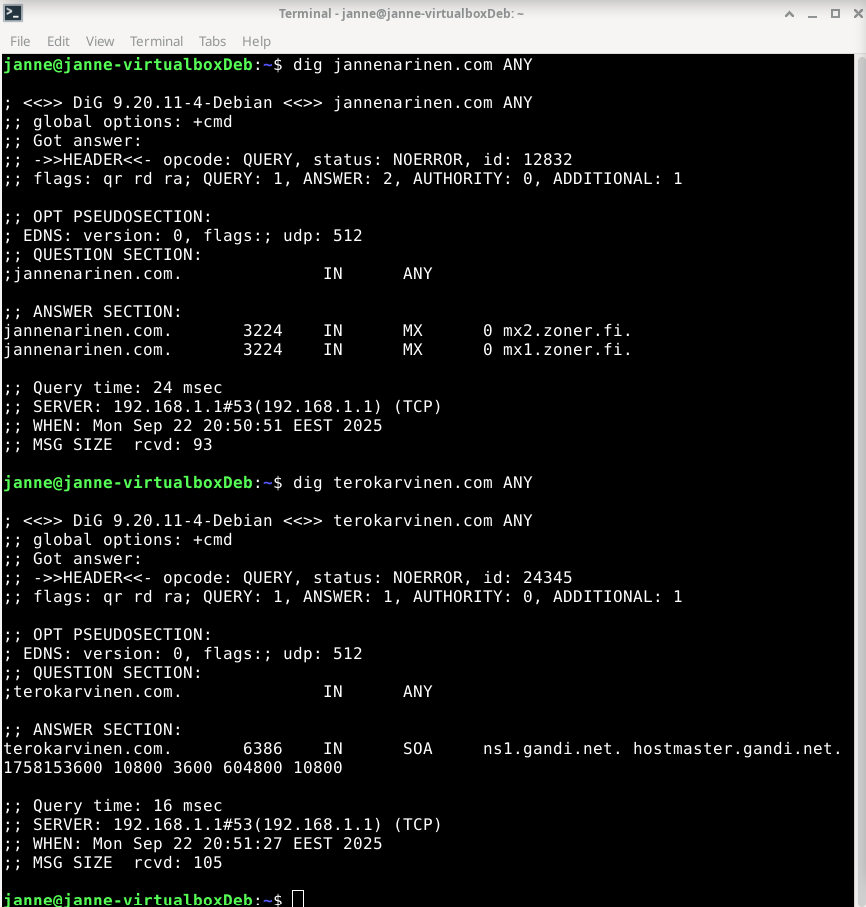 Terminal - janne@janne-virtualboxDeb: ~
File Edit View Terminal Tabs Help
janne@janne-virtualboxDeb:~$ dig jannenarinen.com ANY

; <<>> DiG 9.20.11-4-Debian <<>> jannenarinen.com ANY
;; global options: +cmd
;; Got answer:
;; ->>HEADER<<- opcode: QUERY, status: NOERROR, id: 12832
;; flags: qr rd ra; QUERY: 1, ANSWER: 2, AUTHORITY: 0, ADDITIONAL: 1

;; OPT PSEUDOSECTION:
; EDNS: version: 0, flags:; udp: 512
;; QUESTION SECTION:
;jannenarinen.com.              IN      ANY

;; ANSWER SECTION:
jannenarinen.com.       3224    IN      MX      0 mx2.zoner.fi.
jannenarinen.com.       3224    IN      MX      0 mx1.zoner.fi.

;; Query time: 24 msec
;; SERVER: 192.168.1.1#53(192.168.1.1) (TCP)
;; WHEN: Mon Sep 22 20:50:51 EEST 2025
;; MSG SIZE  rcvd: 93

janne@janne-virtualboxDeb:~$ dig terokarvinen.com ANY

; <<>> DiG 9.20.11-4-Debian <<>> terokarvinen.com ANY
;; global options: +cmd
;; Got answer:
;; ->>HEADER<<- opcode: QUERY, status: NOERROR, id: 24345
;; flags: qr rd ra; QUERY: 1, ANSWER: 1, AUTHORITY: 0, ADDITIONAL: 1

;; OPT PSEUDOSECTION:
; EDNS: version: 0, flags:; udp: 512
;; QUESTION SECTION:
;terokarvinen.com.              IN      ANY

;; ANSWER SECTION:
terokarvinen.com.       6386    IN      SOA     ns1.gandi.net. hostmaster.gandi.net.
1758153600 10800 3600 604800 10800

;; Query time: 16 msec
;; SERVER: 192.168.1.1#53(192.168.1.1) (TCP)
;; WHEN: Mon Sep 22 20:51:27 EEST 2025
;; MSG SIZE  rcvd: 105

janne@janne-virtualboxDeb:~$